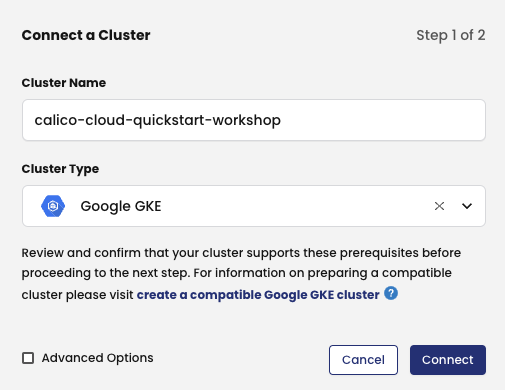 Connect a Cluster
Step 1 of 2
Cluster Name
calico-cloud-quickstart-workshop
Cluster Type
Google GKE
Review and confirm that your cluster supports these prerequisites before
proceeding to the next step. For information on preparing a compatible
cluster please visit create a compatible Google GKE cluster ?
Advanced Options
Cancel
Connect